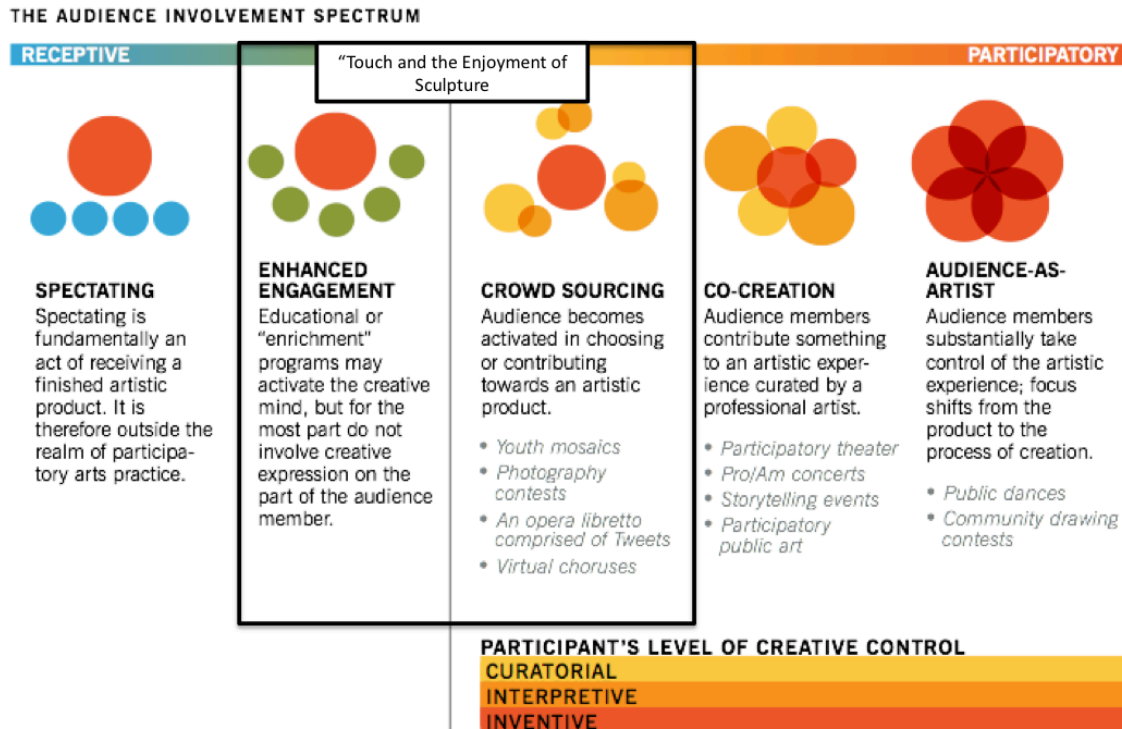 THE AUDIENCE INVOLVEMENT SPECTRUM
RECEPTIVE
PARTICIPATORY
“Touch and the Enjoyment of
Sculpture
SPECTATING
Spectating is
fundamentally an
act of receiving a
finished artistic
product. It is
therefore outside the
realm of participa-
tory arts practice.
ENHANCED
ENGAGEMENT
Educational or
“enrichment”
programs may
activate the creative
mind, but for the
most part do not
involve creative
expression on the
part of the audience
member.
CROWD SOURCING
Audience becomes
activated in choosing
or contributing
towards an artistic
product.
• Youth mosaics
• Photography
contests
• An opera libretto
comprised of Tweets
• Virtual choruses
CO-CREATION
Audience members
contribute something
to an artistic exper-
ience curated by a
professional artist.
• Participatory theater
• Pro/Am concerts
• Storytelling events
• Participatory
public art
AUDIENCE-AS-
ARTIST
Audience members
substantially take
control of the artistic
experience; focus
shifts from the
product to the
process of creation.
• Public dances
• Community drawing
contests
PARTICIPANT’S LEVEL OF CREATIVE CONTROL
CURATORIAL
INTERPRETIVE
INVENTIVE